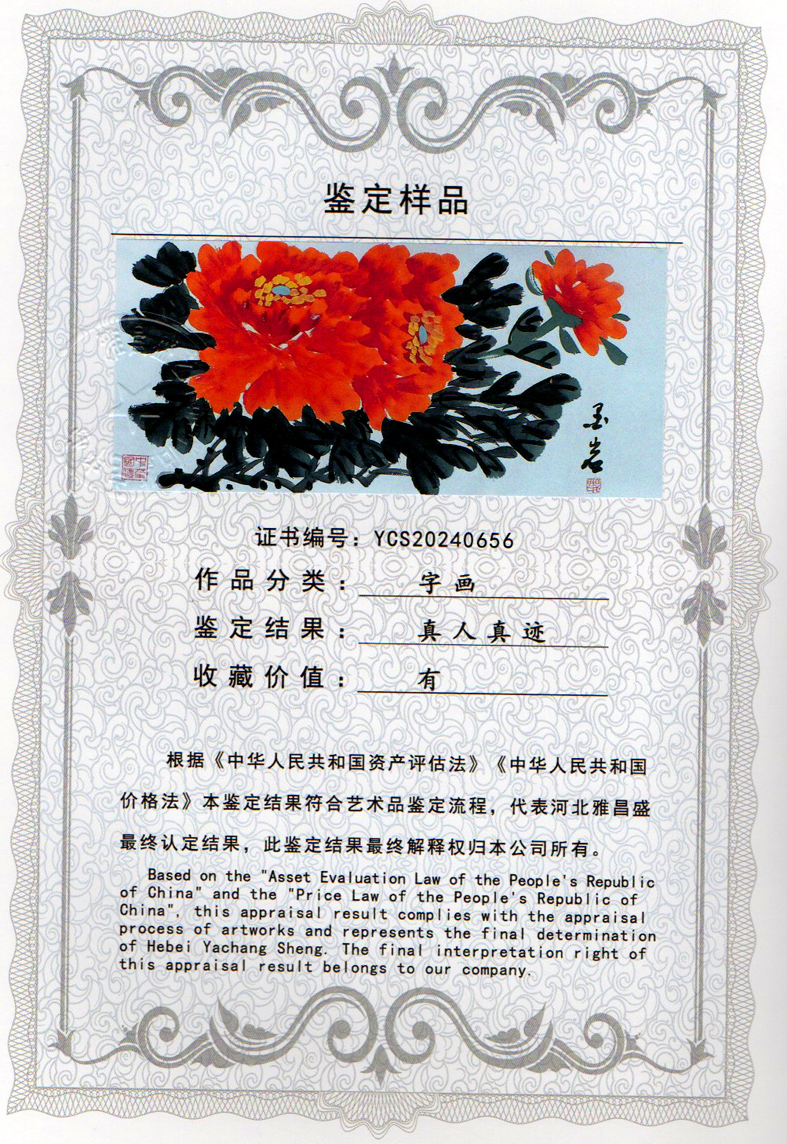 鉴定样品
墨岩
证书编号：YCS20240656
作品分类：字画
鉴定结果：真人真迹
收藏价值：有
根据《中华人民共和国资产评估法》《中华人民共和国
价格法》本鉴定结果符合艺术品鉴定流程，代表河北雅昌盛
最终认定结果，此鉴定结果最终解释权归本公司所有。
Based on the "Asset Evaluation Law of the People's Republic
of China" and the "Price Law of the People's Republic of
China", this appraisal result complies with the appraisal
process of artworks and represents the final determination
of Hebei Yachang Sheng. The final interpretation right of
this appraisal result belongs to our company.